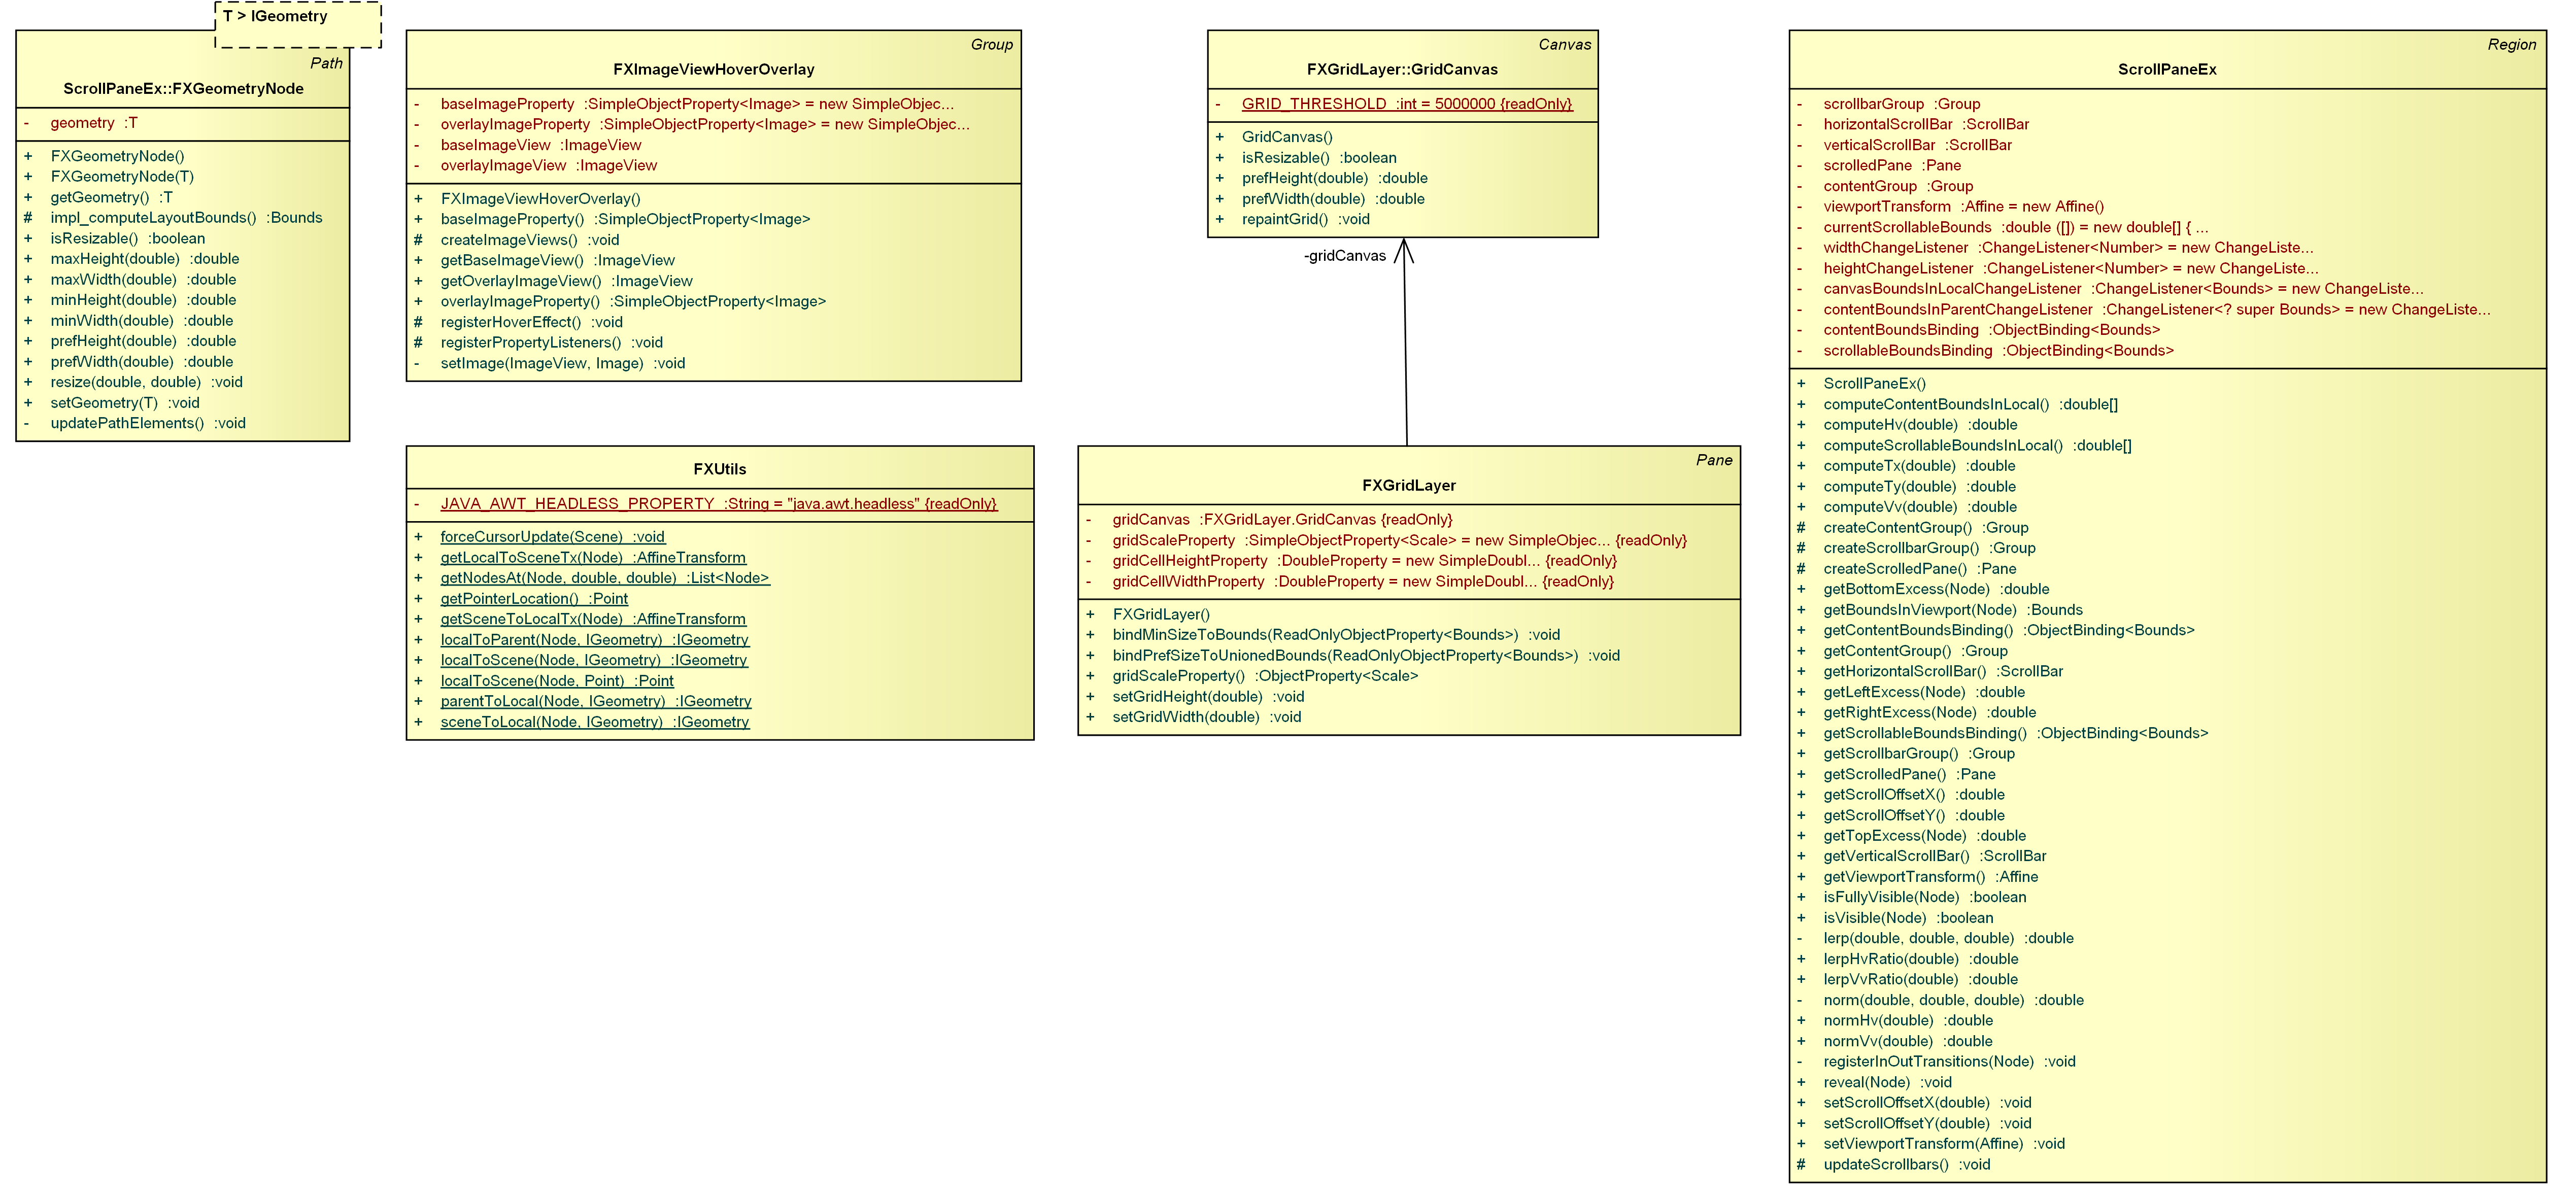 T > IGeometry
Path
ScrollPaneEx::FXGeometryNode
- geometry :T
+ FXGeometryNode()
+ FXGeometryNode(T)
+ getGeometry() :T
# impl_computeLayoutBounds() :Bounds
+ isResizable() :boolean
+ maxHeight(double) :double
+ maxWidth(double) :double
+ minHeight(double) :double
+ minWidth(double) :double
+ prefHeight(double) :double
+ prefWidth(double) :double
+ resize(double, double) :void
+ setGeometry(T) :void
- updatePathElements() :void
Group
FXImageViewHoverOverlay
- baseImageProperty :SimpleObjectProperty<Image> = new SimpleObjec...
- overlayImageProperty :SimpleObjectProperty<Image> = new SimpleObjec...
- baseImageView :ImageView
- overlayImageView :ImageView
+ FXImageViewHoverOverlay()
+ baseImageProperty() :SimpleObjectProperty<Image>
# createImageViews() :void
+ getBaseImageView() :ImageView
+ getOverlayImageView() :ImageView
+ overlayImageProperty() :SimpleObjectProperty<Image>
# registerHoverEffect() :void
# registerPropertyListeners() :void
- setImage(ImageView, Image) :void
FXUtils
- JAVA_AWT_HEADLESS_PROPERTY :String = "java.awt.headless" {readOnly}
+ forceCursorUpdate(Scene) :void
+ getLocalToSceneTx(Node) :AffineTransform
+ getNodesAt(Node, double, double) :List<Node>
+ getPointerLocation() :Point
+ getSceneToLocalTx(Node) :AffineTransform
+ localToParent(Node, IGeometry) :IGeometry
+ localToScene(Node, IGeometry) :IGeometry
+ localToScene(Node, Point) :Point
+ parentToLocal(Node, IGeometry) :IGeometry
+ sceneToLocal(Node, IGeometry) :IGeometry
Canvas
FXGridLayer::GridCanvas
- GRID_THRESHOLD :int = 5000000 {readOnly}
+ GridCanvas()
+ isResizable() :boolean
+ prefHeight(double) :double
+ prefWidth(double) :double
+ repaintGrid() :void
-gridCanvas
Pane
FXGridLayer
- gridCanvas :FXGridLayer.GridCanvas {readOnly}
- gridScaleProperty :SimpleObjectProperty<Scale> = new SimpleObjec... {readOnly}
- gridCellHeightProperty :DoubleProperty = new SimpleDoubl... {readOnly}
- gridCellWidthProperty :DoubleProperty = new SimpleDoubl... {readOnly}
+ FXGridLayer()
+ bindMinSizeToBounds(ReadOnlyObjectProperty<Bounds>) :void
+ bindPrefSizeToUnionedBounds(ReadOnlyObjectProperty<Bounds>) :void
+ gridScaleProperty() :ObjectProperty<Scale>
+ setGridHeight(double) :void
+ setGridWidth(double) :void
Region
ScrollPaneEx
- scrollbarGroup :Group
- horizontalScrollBar :ScrollBar
- verticalScrollBar :ScrollBar
- scrolledPane :Pane
- contentGroup :Group
- viewportTransform :Affine = new Affine()
- currentScrollableBounds :double ([]) = new double[] { ...
- widthChangeListener :ChangeListener<Number> = new ChangeListe...
- heightChangeListener :ChangeListener<Number> = new ChangeListe...
- canvasBoundsInLocalChangeListener :ChangeListener<Bounds> = new ChangeListe...
- contentBoundsInParentChangeListener :ChangeListener<? super Bounds> = new ChangeListe...
- contentBoundsBinding :ObjectBinding<Bounds>
- scrollableBoundsBinding :ObjectBinding<Bounds>
+ ScrollPaneEx()
+ computeContentBoundsInLocal() :double[]
+ computeHv(double) :double
+ computeScrollableBoundsInLocal() :double[]
+ computeTx(double) :double
+ computeTy(double) :double
+ computeVv(double) :double
# createContentGroup() :Group
# createScrollbarGroup() :Group
# createScrolledPane() :Pane
+ getBottomExcess(Node) :double
+ getBoundsInViewport(Node) :Bounds
+ getContentBoundsBinding() :ObjectBinding<Bounds>
+ getContentGroup() :Group
+ getHorizontalScrollBar() :ScrollBar
+ getLeftExcess(Node) :double
+ getRightExcess(Node) :double
+ getScrollableBoundsBinding() :ObjectBinding<Bounds>
+ getScrollbarGroup() :Group
+ getScrolledPane() :Pane
+ getScrollOffsetX() :double
+ getScrollOffsetY() :double
+ getTopExcess(Node) :double
+ getVerticalScrollBar() :ScrollBar
+ getViewportTransform() :Affine
+ isFullyVisible(Node) :boolean
+ isVisible(Node) :boolean
- lerp(double, double, double) :double
+ lerpHvRatio(double) :double
+ lerpVvRatio(double) :double
- norm(double, double, double) :double
+ normHv(double) :double
+ normVv(double) :double
- registerInOutTransitions(Node) :void
+ reveal(Node) :void
+ setScrollOffsetX(double) :void
+ setScrollOffsetY(double) :void
+ setViewportTransform(Affine) :void
# updateScrollbars() :void